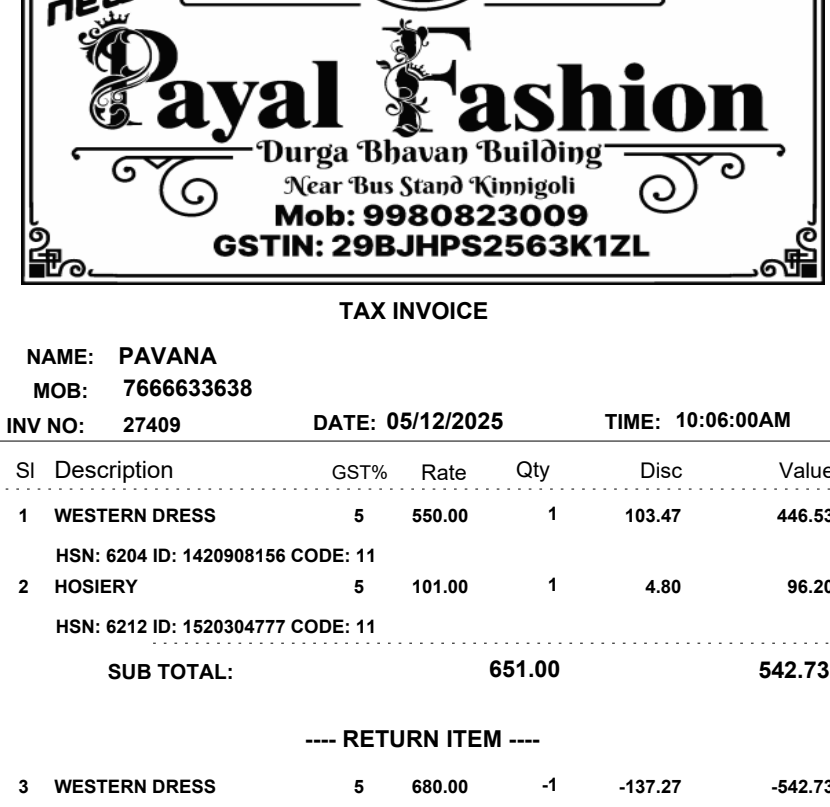 new
Payal Fashion
Durga Bhavan Building
Near Bus Stand Kinnigoli
Mob: 9980823009
GSTIN: 29BJHPS2563K1ZL
TAX INVOICE
NAME: PAVANA
MOB: 7666633638
INV NO: 27409 DATE: 05/12/2025 TIME: 10:06:00AM
Sl Description GST% Rate Qty Disc Value
1 WESTERN DRESS 5 550.00 1 103.47 446.53
HSN: 6204 ID: 1420908156 CODE: 11
2 HOSIERY 5 101.00 1 4.80 96.20
HSN: 6212 ID: 1520304777 CODE: 11
SUB TOTAL: 651.00 542.73
---- RETURN ITEM ----
3 WESTERN DRESS 5 680.00 -1 -137.27 -542.73